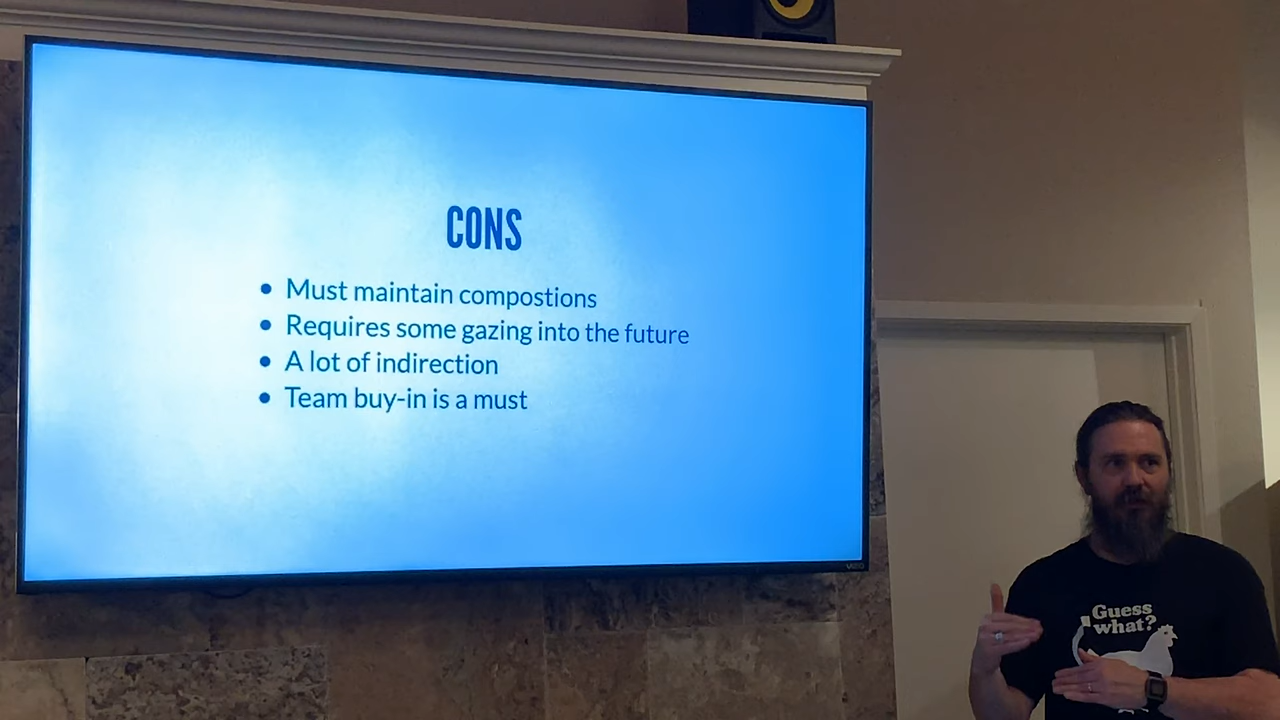 CONS
• Must maintain compostions
• Requires some gazing into the future
• A lot of indirection
• Team buy-in is a must
VIZIO
Guess
what?